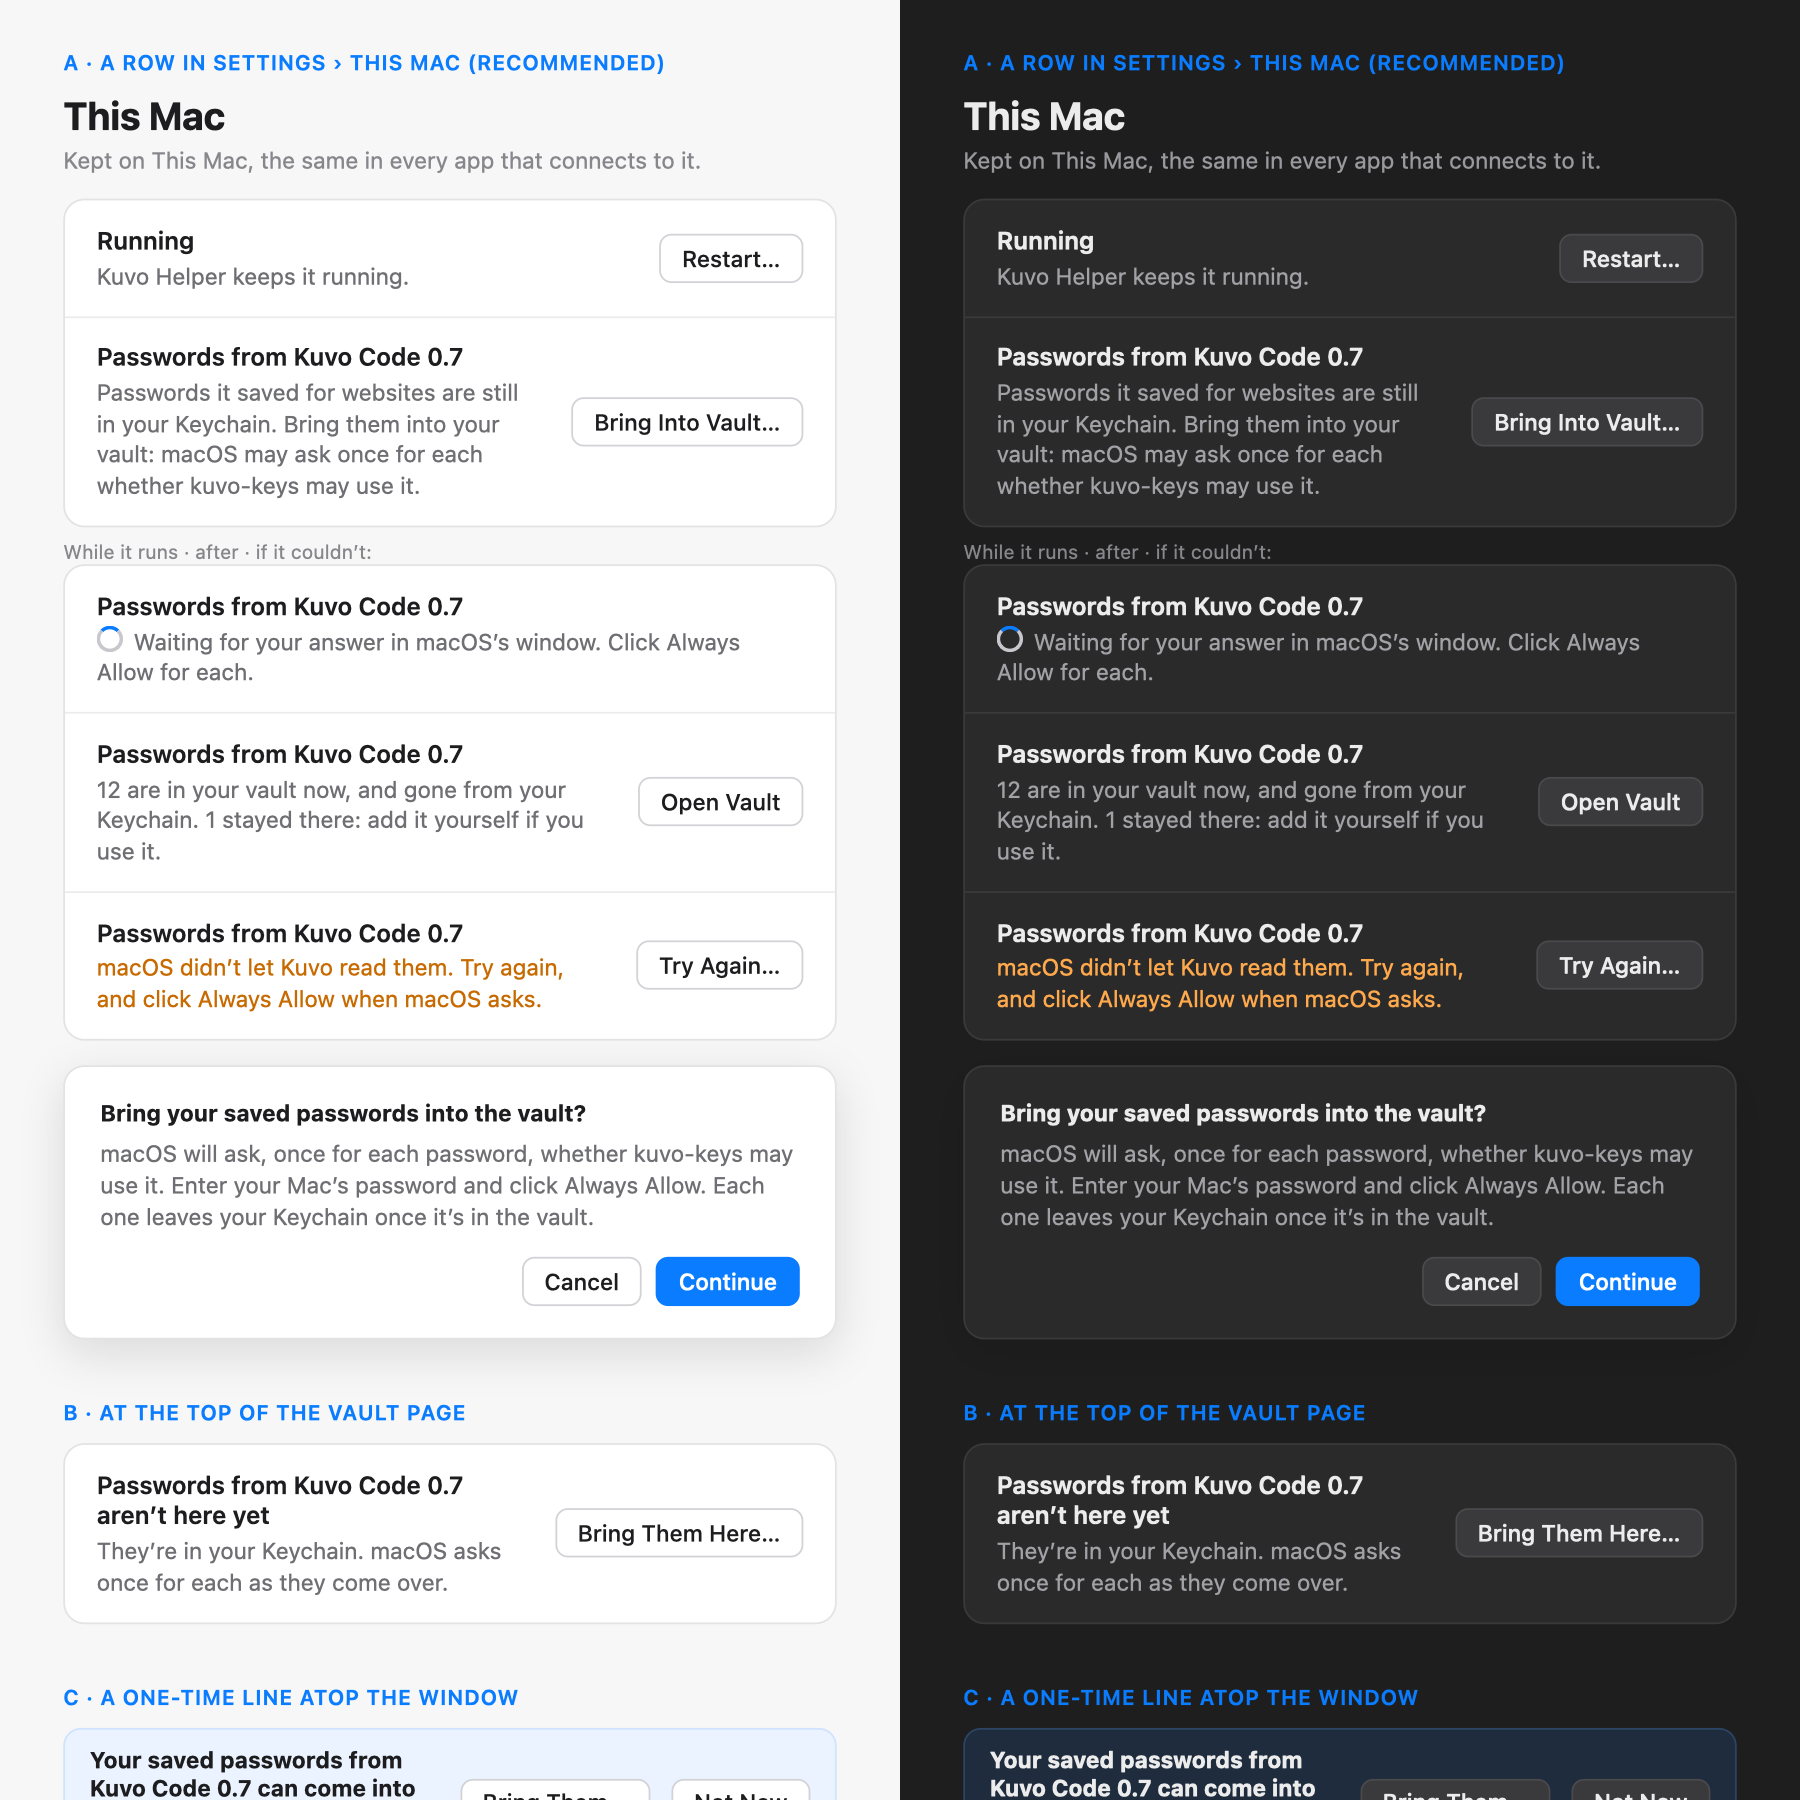 A · A ROW IN SETTINGS › THIS MAC (RECOMMENDED)
This Mac
Kept on This Mac, the same in every app that connects to it.
Running
Kuvo Helper keeps it running.
Restart...
Passwords from Kuvo Code 0.7
Passwords it saved for websites are still
in your Keychain. Bring them into your
vault: macOS may ask once for each
whether kuvo-keys may use it.
Bring Into Vault...
While it runs · after · if it couldn’t:
Passwords from Kuvo Code 0.7
Waiting for your answer in macOS’s window. Click Always
Allow for each.
Passwords from Kuvo Code 0.7
12 are in your vault now, and gone from your
Keychain. 1 stayed there: add it yourself if you
use it.
Open Vault
Passwords from Kuvo Code 0.7
macOS didn’t let Kuvo read them. Try again,
and click Always Allow when macOS asks.
Try Again...
Bring your saved passwords into the vault?
macOS will ask, once for each password, whether kuvo-keys may
use it. Enter your Mac’s password and click Always Allow. Each
one leaves your Keychain once it’s in the vault.
Cancel
Continue
B · AT THE TOP OF THE VAULT PAGE
Passwords from Kuvo Code 0.7
aren’t here yet
They’re in your Keychain. macOS asks
once for each as they come over.
Bring Them Here...
C · A ONE-TIME LINE ATOP THE WINDOW
Your saved passwords from
Kuvo Code 0.7 can come into
Bring Them...
Not Now
A · A ROW IN SETTINGS › THIS MAC (RECOMMENDED)
This Mac
Kept on This Mac, the same in every app that connects to it.
Running
Kuvo Helper keeps it running.
Restart...
Passwords from Kuvo Code 0.7
Passwords it saved for websites are still
in your Keychain. Bring them into your
vault: macOS may ask once for each
whether kuvo-keys may use it.
Bring Into Vault...
While it runs · after · if it couldn’t:
Passwords from Kuvo Code 0.7
Waiting for your answer in macOS’s window. Click Always
Allow for each.
Passwords from Kuvo Code 0.7
12 are in your vault now, and gone from your
Keychain. 1 stayed there: add it yourself if you
use it.
Open Vault
Passwords from Kuvo Code 0.7
macOS didn’t let Kuvo read them. Try again,
and click Always Allow when macOS asks.
Try Again...
Bring your saved passwords into the vault?
macOS will ask, once for each password, whether kuvo-keys may
use it. Enter your Mac’s password and click Always Allow. Each
one leaves your Keychain once it’s in the vault.
Cancel
Continue
B · AT THE TOP OF THE VAULT PAGE
Passwords from Kuvo Code 0.7
aren’t here yet
They’re in your Keychain. macOS asks
once for each as they come over.
Bring Them Here...
C · A ONE-TIME LINE ATOP THE WINDOW
Your saved passwords from
Kuvo Code 0.7 can come into
Bring Them...
Not Now